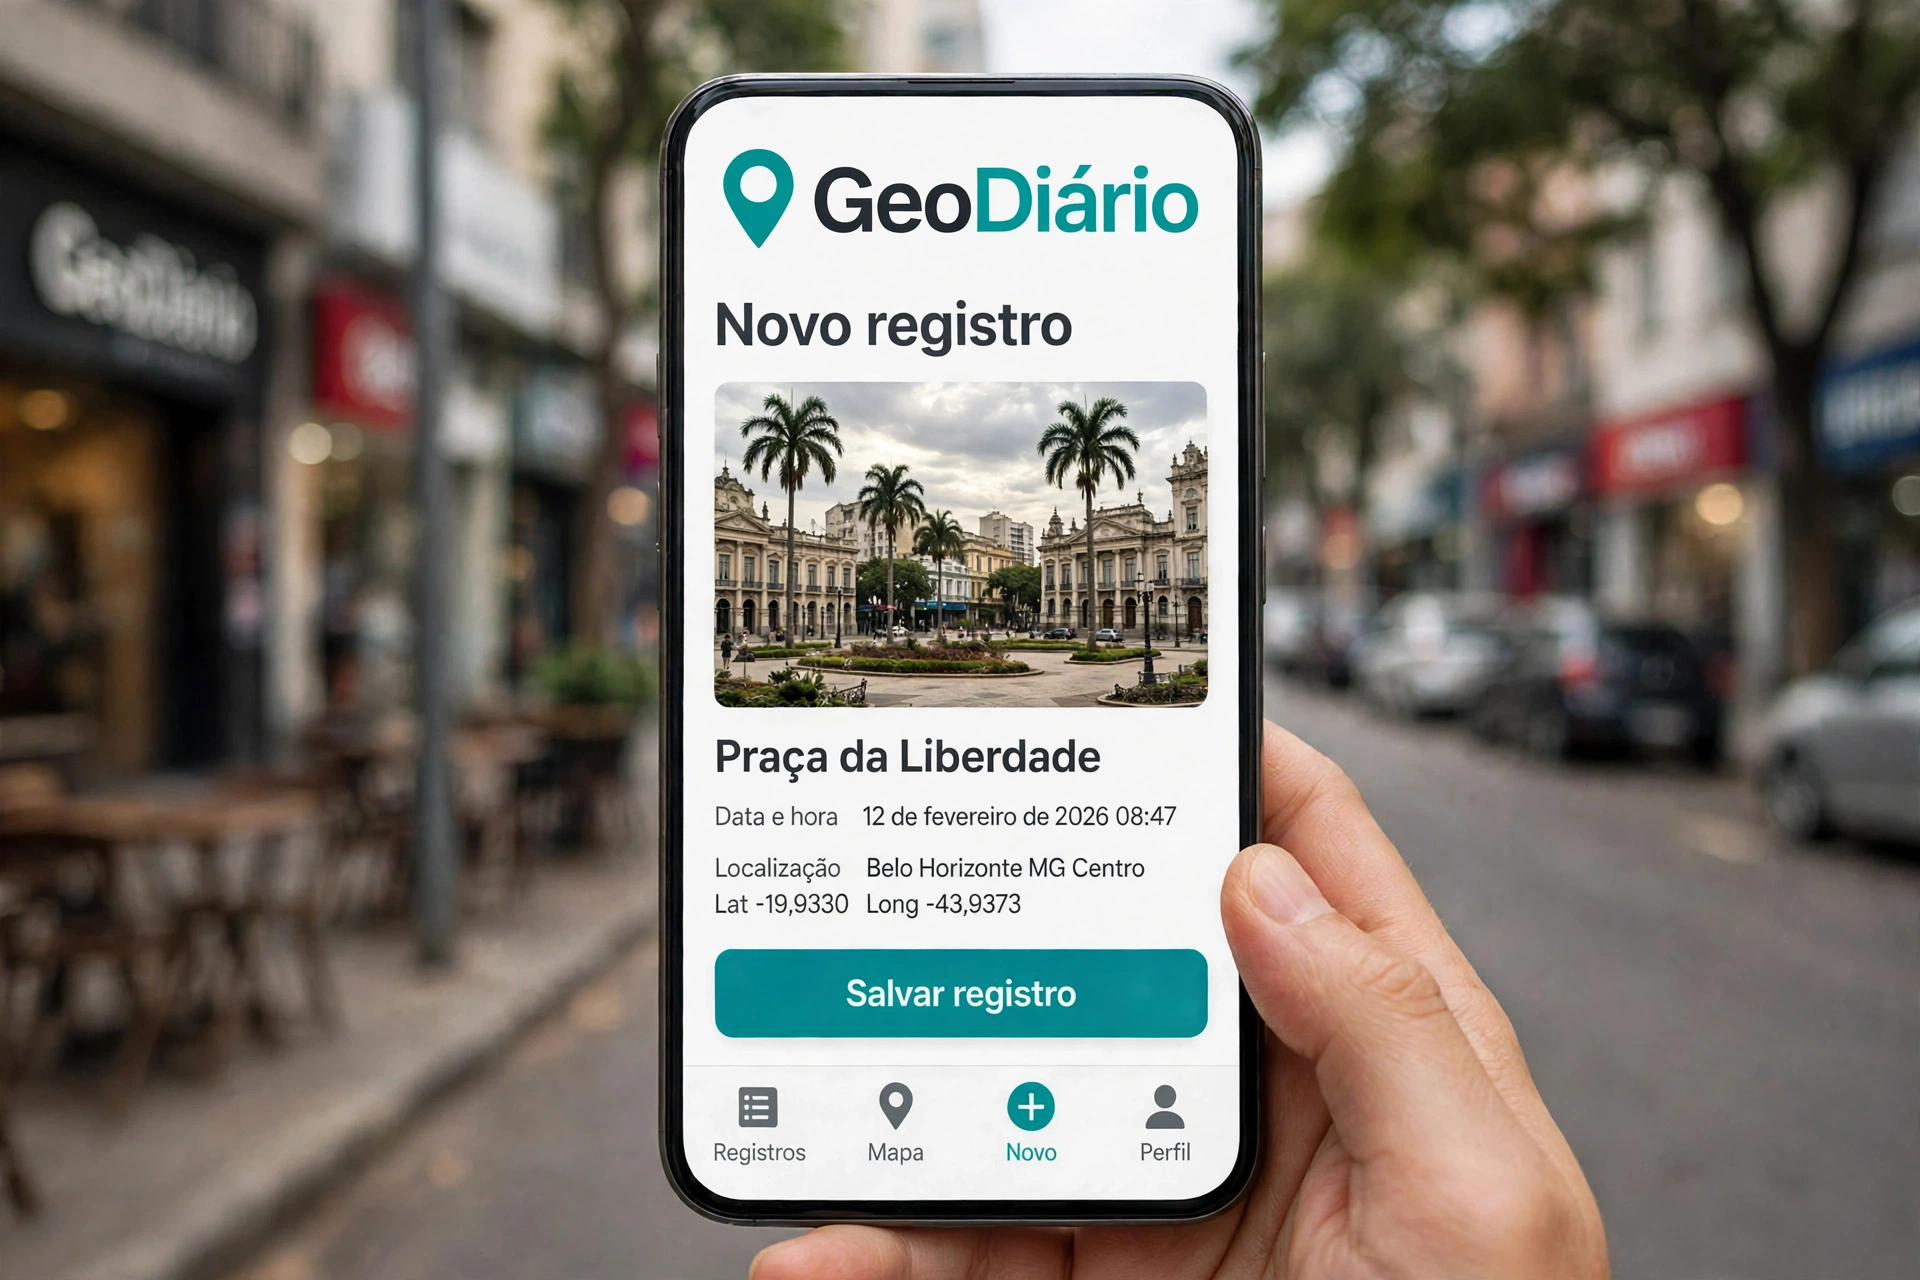 GeoDiário
GeoDiário
Novo registro
Praça da Liberdade
Data e hora 12 de fevereiro de 2026 08:47
Localização Belo Horizonte MG Centro
Lat -19,9330 Long -43,9373
Salvar registro
Registros Mapa Novo Perfil